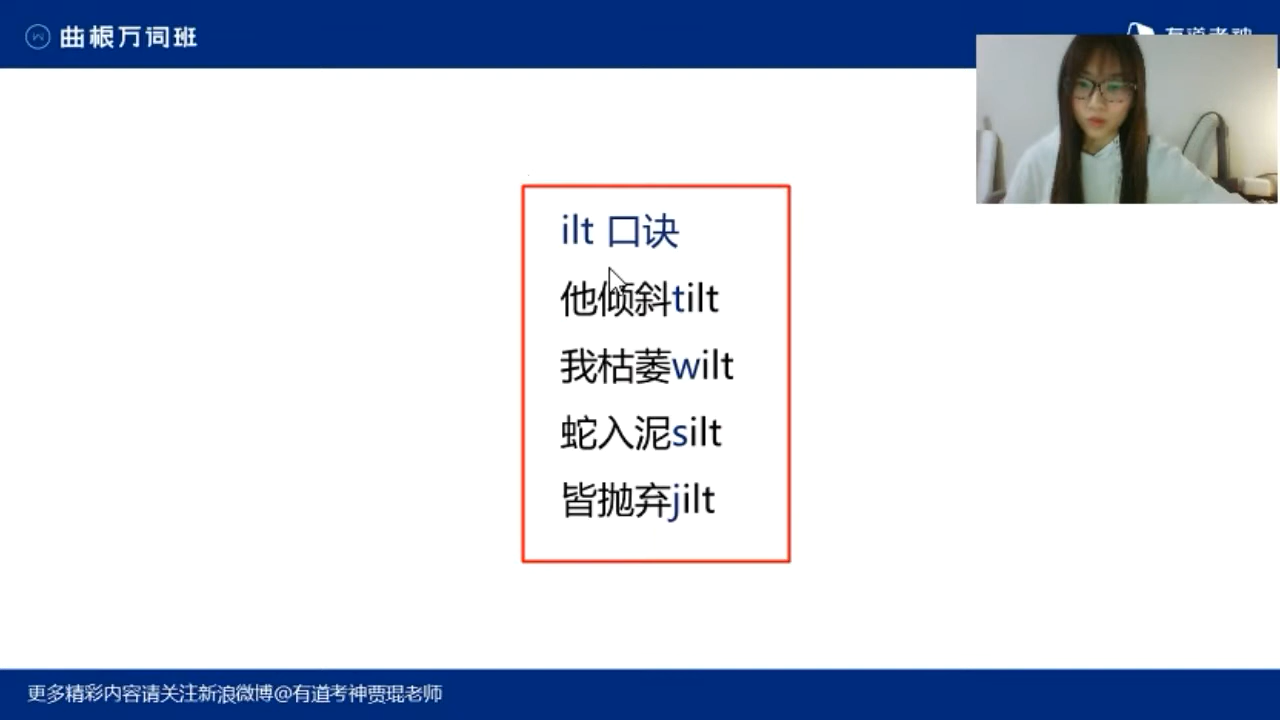 曲根万词班
有道考神
ilt 口诀
他倾斜tilt
我枯萎wilt
蛇入泥silt
皆抛弃jilt
更多精彩内容请关注新浪微博@有道考神贾琨老师